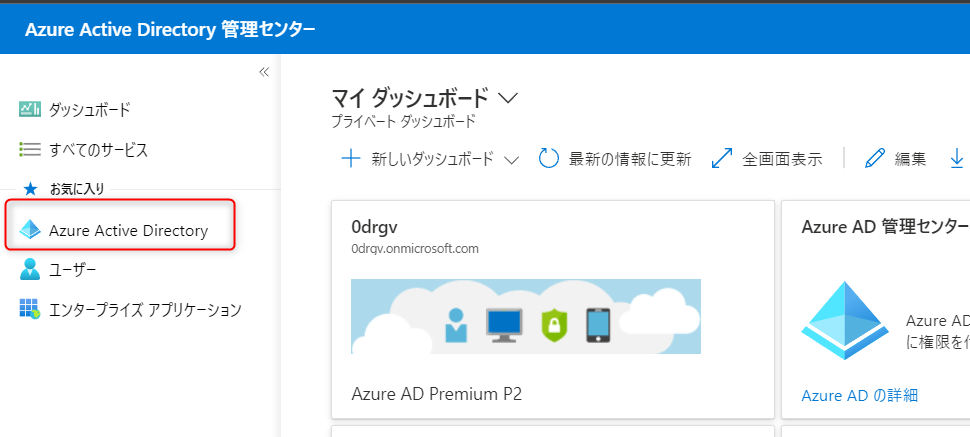 Azure Active Directory 管理センター
«
ダッシュボード
すべてのサービス
お気に入り
Azure Active Directory
ユーザー
エンタープライズ アプリケーション
マイ ダッシュボード
プライベート ダッシュボード
新しいダッシュボード
最新の情報に更新
全画面表示
編集
0drgv
0drgv.onmicrosoft.com
Azure AD Premium P2
Azure AD 管理センター
Azure AD
に権限を
Azure AD の詳細